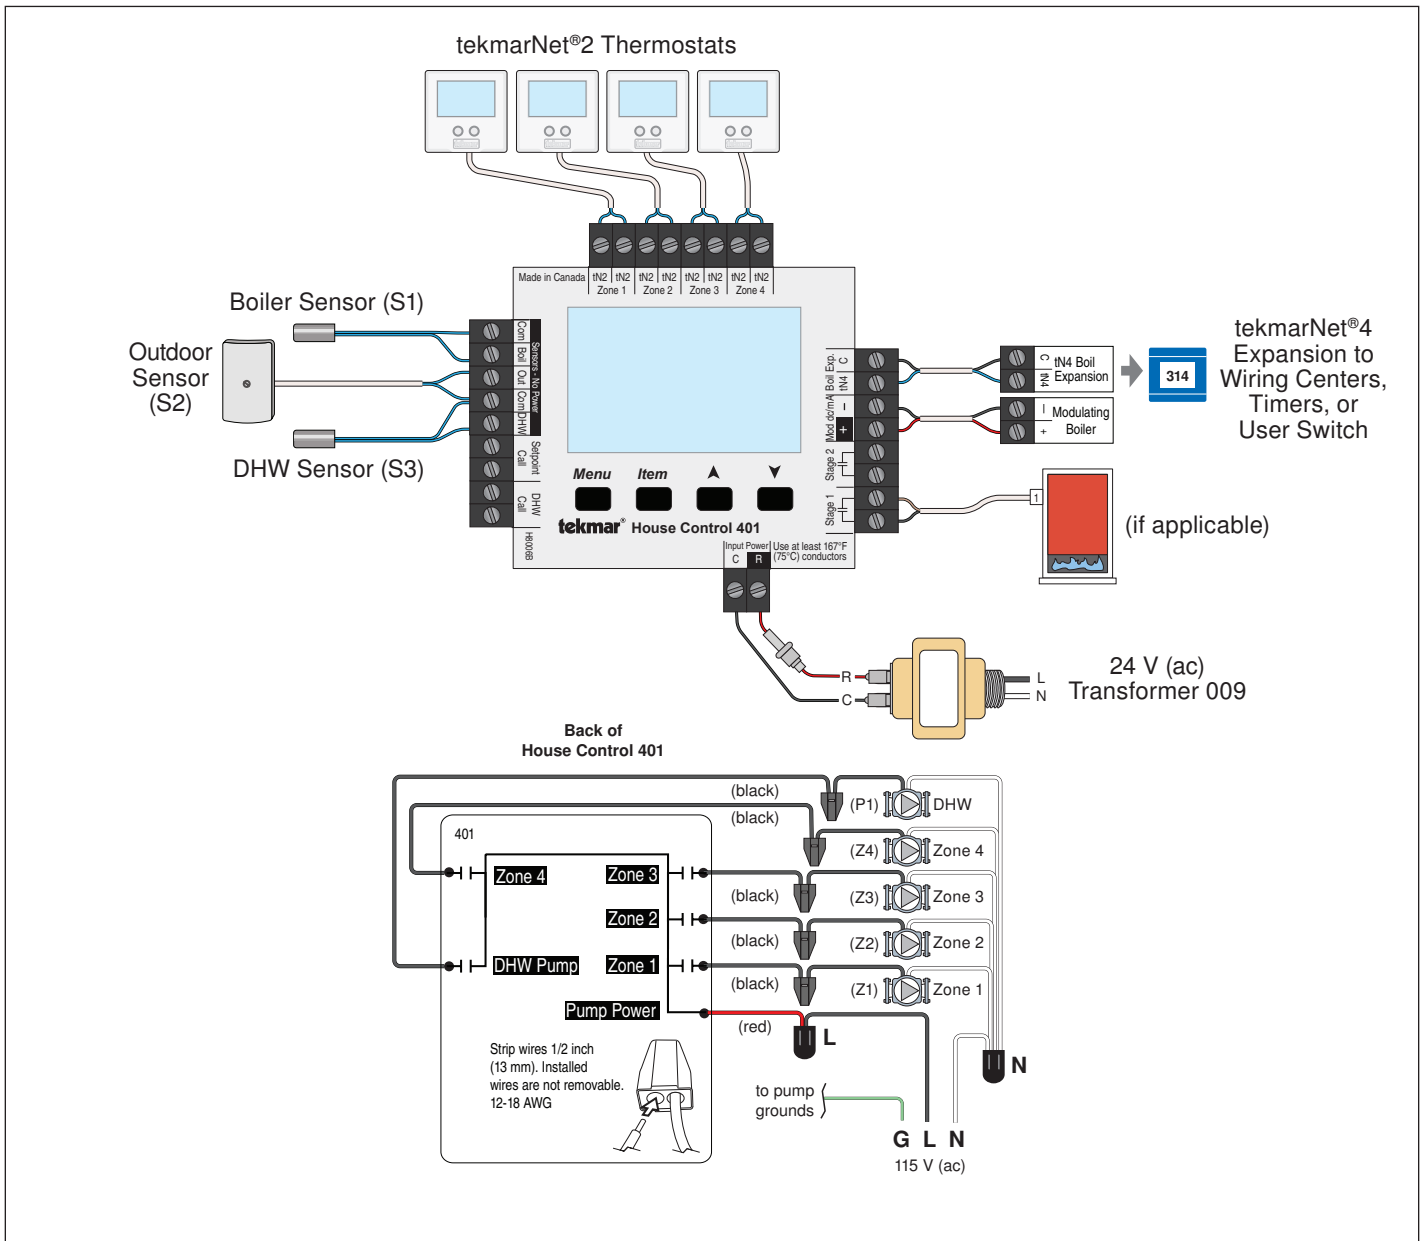 tekmarNet®2 Thermostats
Made in Canada
tN2 tN2 tN2 tN2 tN2 tN2 tN2 tN2
Zone 1 Zone 2 Zone 3 Zone 4
Boiler Sensor (S1)
Outdoor
Sensor
(S2)
DHW Sensor (S3)
Com
Boil
Out
Com
DHW
Sensors - No Power
Setpoint
Call
DHW
Call
H8006B
Menu
Item
tekmar® House Control 401
Boil Exp.
C
tN4
Mod dc/mA
–
+
Stage 2
Stage 1
C
tN4
tN4 Boil
Expansion
–
+
Modulating
Boiler
314
tekmarNet®4
Expansion to
Wiring Centers,
Timers, or
User Switch
1
(if applicable)
Input Power
C R
Use at least 167°F
(75°C) conductors
R
C
L
N
24 V (ac)
Transformer 009
Back of
House Control 401
(black)
(P1)
DHW
(black)
401
(Z4)
Zone 4
Zone 4
Zone 3
(black)
(Z3)
Zone 3
Zone 2
(black)
(Z2)
Zone 2
DHW Pump
Zone 1
(black)
(Z1)
Zone 1
Pump Power
(red)
L
N
Strip wires 1/2 inch
(13 mm). Installed
wires are not removable.
12-18 AWG
to pump
grounds
G L N
115 V (ac)